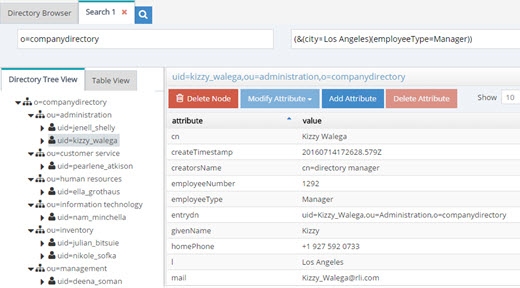 Directory Browser
Search 1 ×
o=companydirectory
(&(city=Los Angeles)(employeeType=Manager))
Directory Tree View
Table View
o=companydirectory
ou=administration
uid=jenell_shelly
uid=kizzy_walega
ou=customer service
uid=pearlene_atkison
ou=human resources
uid=ella_grothaus
ou=information technology
uid=nam_minchella
ou=inventory
uid=julian_bitsuie
uid=nikole_sofka
ou=management
uid=deena_soman
uid=kizzy_walega,ou=administration,o=companydirectory
Delete Node Modify Attribute Add Attribute Delete Attribute Show 10
attribute value
cn Kizzy Walega
createTimestamp 20160714172628.579Z
creatorsName cn=directory manager
employeeNumber 1292
employeeType Manager
entrydn uid=Kizzy_Walega,ou=Administration,o=companydirectory
givenName Kizzy
homePhone +1 927 592 0733
l Los Angeles
mail Kizzy_Walega@rli.com